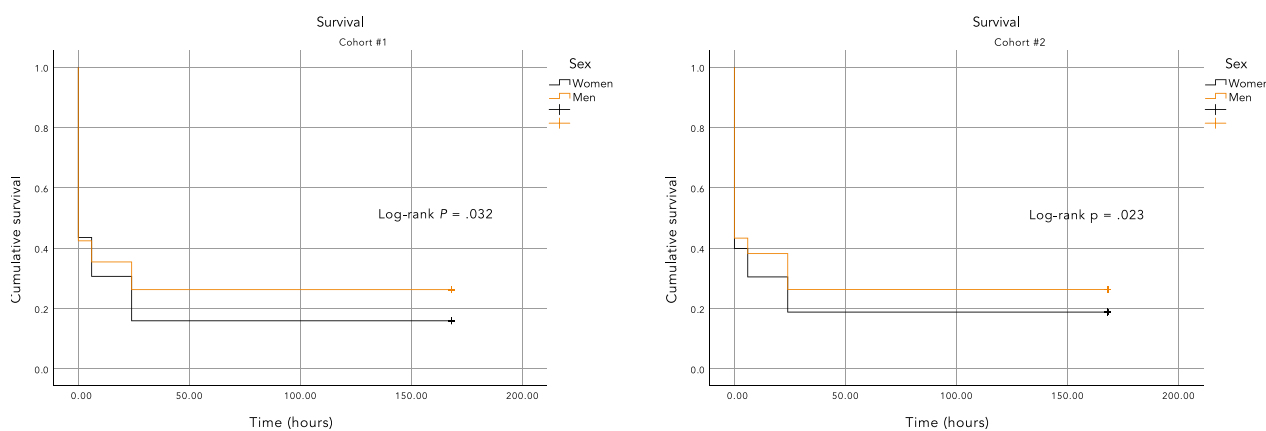 Survival
Cohort #1
Sex
Women
Men
1.0
0.8
0.6
0.4
0.2
0.0
Cumulative survival
Log-rank P = .032
0.00 50.00 100.00 150.00 200.00
Time (hours)
Survival
Cohort #2
Sex
Women
Men
1.0
0.8
0.6
0.4
0.2
0.0
Cumulative survival
Log-rank p = .023
0.00 50.00 100.00 150.00 200.00
Time (hours)